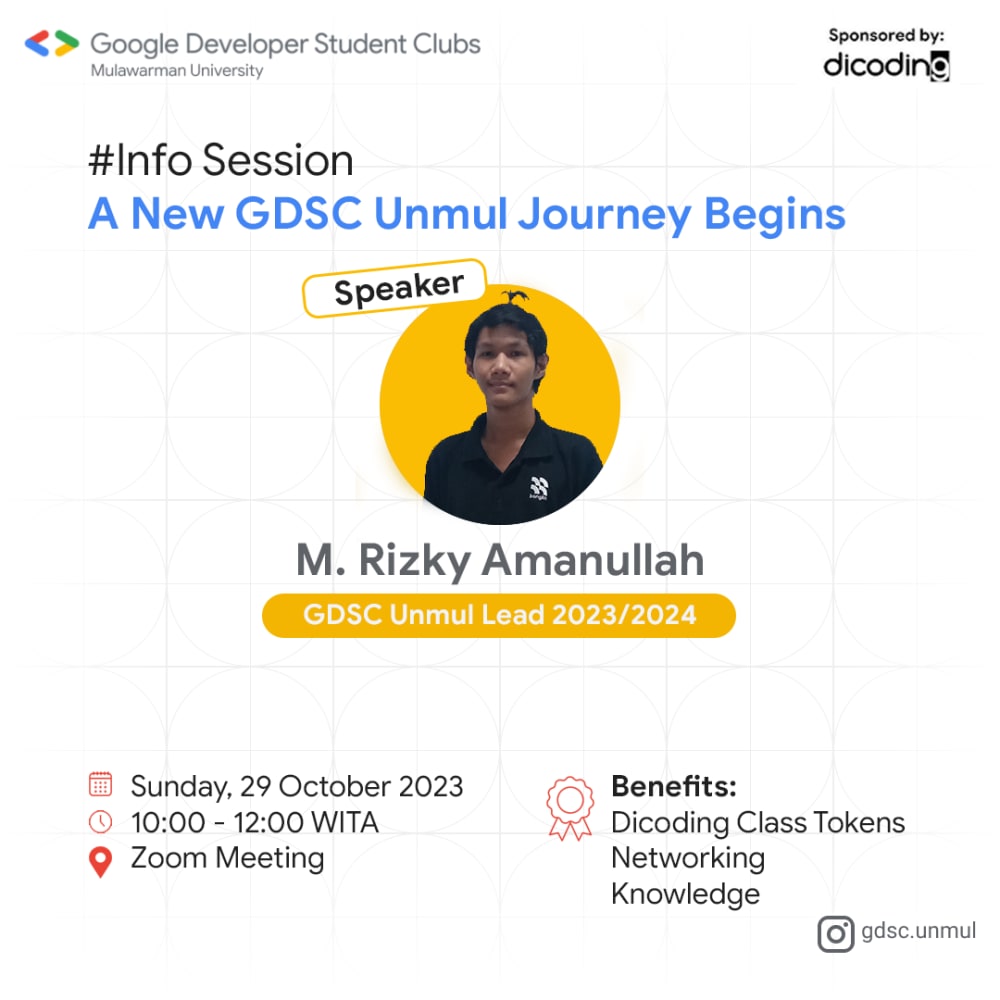 Google Developer Student Clubs
Mulawarman University
Sponsored by:
dicoding
#Info Session
A New GDSC Unmul Journey Begins
Speaker
M. Rizky Amanullah
GDSC Unmul Lead 2023/2024
Sunday, 29 October 2023
10:00 - 12:00 WITA
Zoom Meeting
Benefits:
Dicoding Class Tokens
Networking
Knowledge
gdsc.unmul